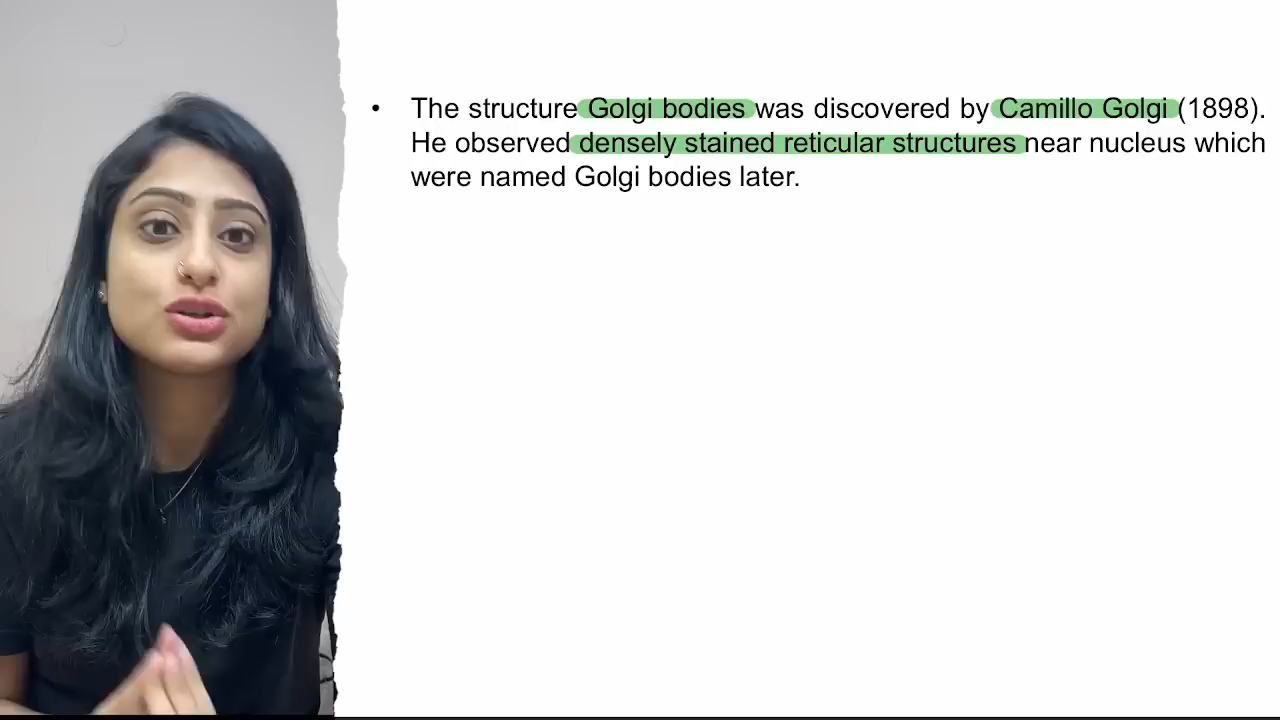 • The structure Golgi bodies was discovered by Camillo Golgi (1898).
He observed densely stained reticular structures near nucleus which
were named Golgi bodies later.